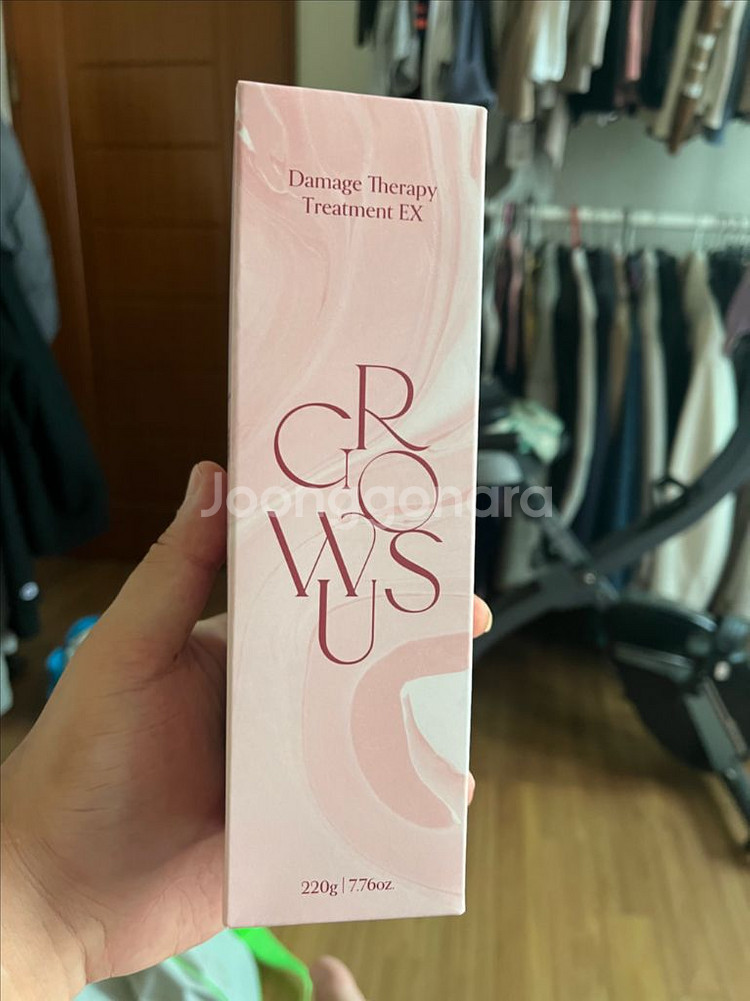 Damage Therapy
Treatment EX
GROWUS
Joonggonara
220g | 7.76oz.